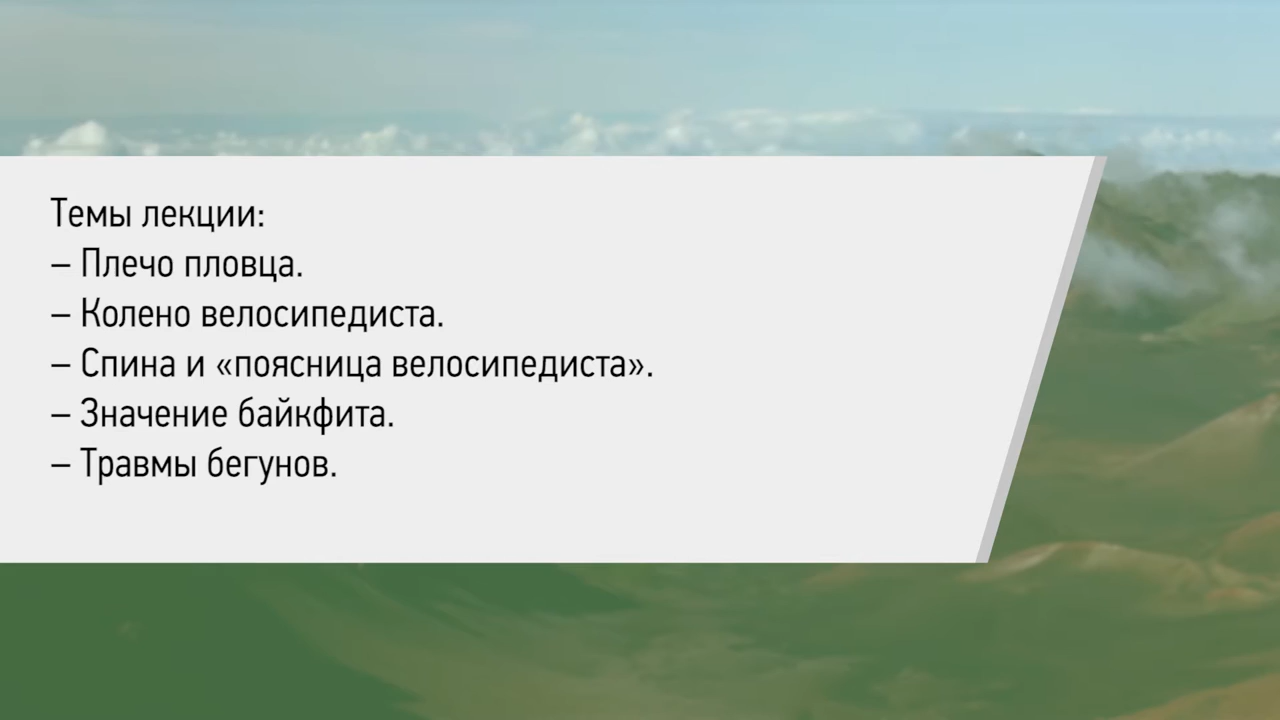 Темы лекции:
– Плечо пловца.
– Колено велосипедиста.
– Спина и «поясница велосипедиста».
– Значение байкфита.
– Травмы бегунов.